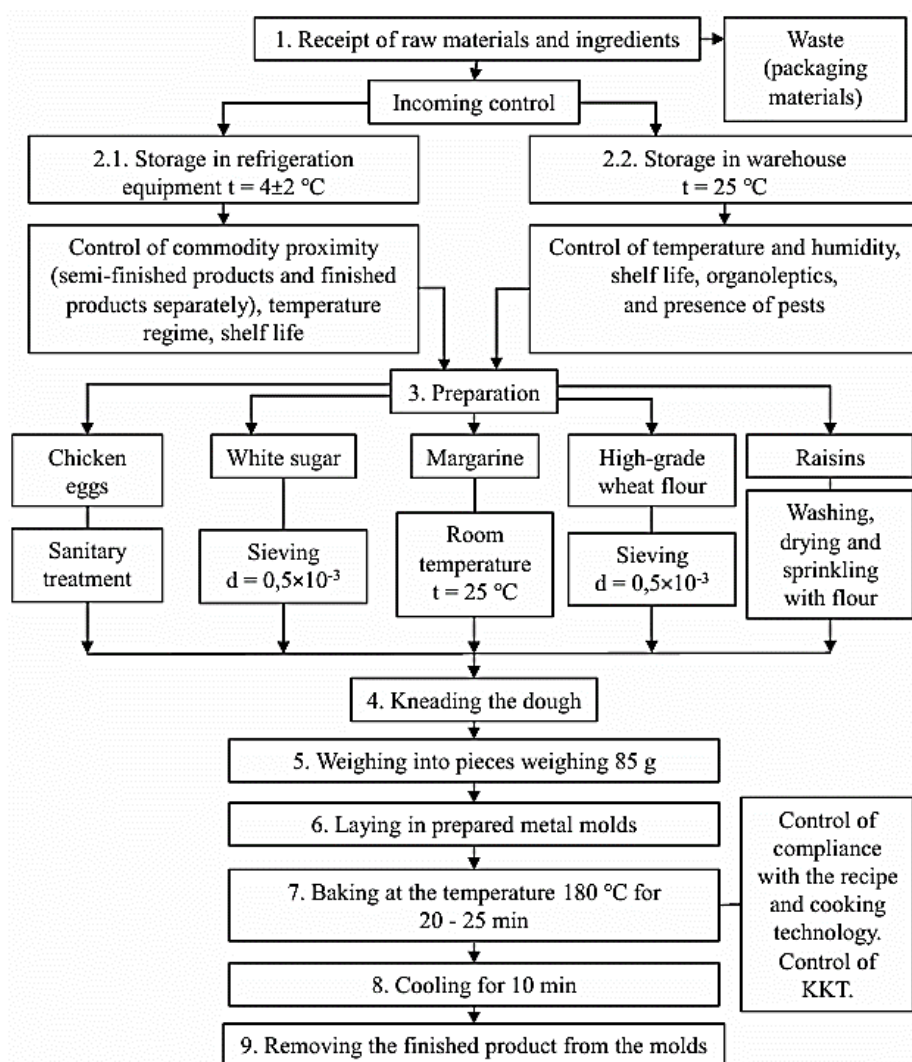 1. Receipt of raw materials and ingredients
Waste
(packaging
materials)
Incoming control
2.1. Storage in refrigeration
equipment t = 4±2 °C
2.2. Storage in warehouse
t = 25 °C
Control of commodity proximity
(semi-finished products and finished
products separately), temperature
regime, shelf life
Control of temperature and humidity,
shelf life, organoleptics,
and presence of pests
3. Preparation
Chicken
eggs
White sugar
Margarine
High-grade
wheat flour
Raisins
Sanitary
treatment
Sieving
d = 0,5×10⁻³
Room
temperature
t = 25 °C
Sieving
d = 0,5×10⁻³
Washing,
drying and
sprinkling
with flour
4. Kneading the dough
5. Weighing into pieces weighing 85 g
6. Laying in prepared metal molds
7. Baking at the temperature 180 °C for
20 - 25 min
Control of
compliance
with the recipe
and cooking
technology.
Control of
KKT.
8. Cooling for 10 min
9. Removing the finished product from the molds